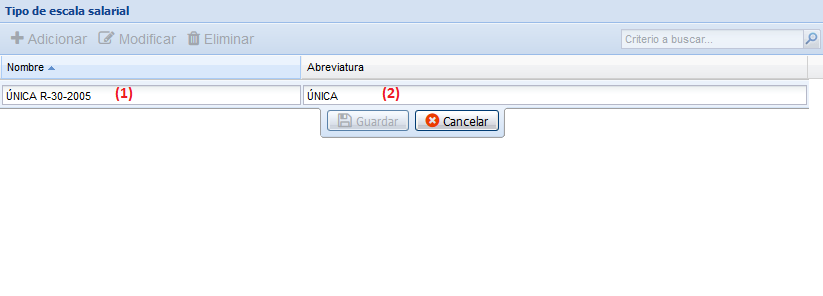 Tipo de escala salarial
Adicionar Modificar Eliminar Criterio a buscar...
Nombre Abreviatura
ÚNICA R-30-2005 (1) ÚNICA (2)
Guardar Cancelar